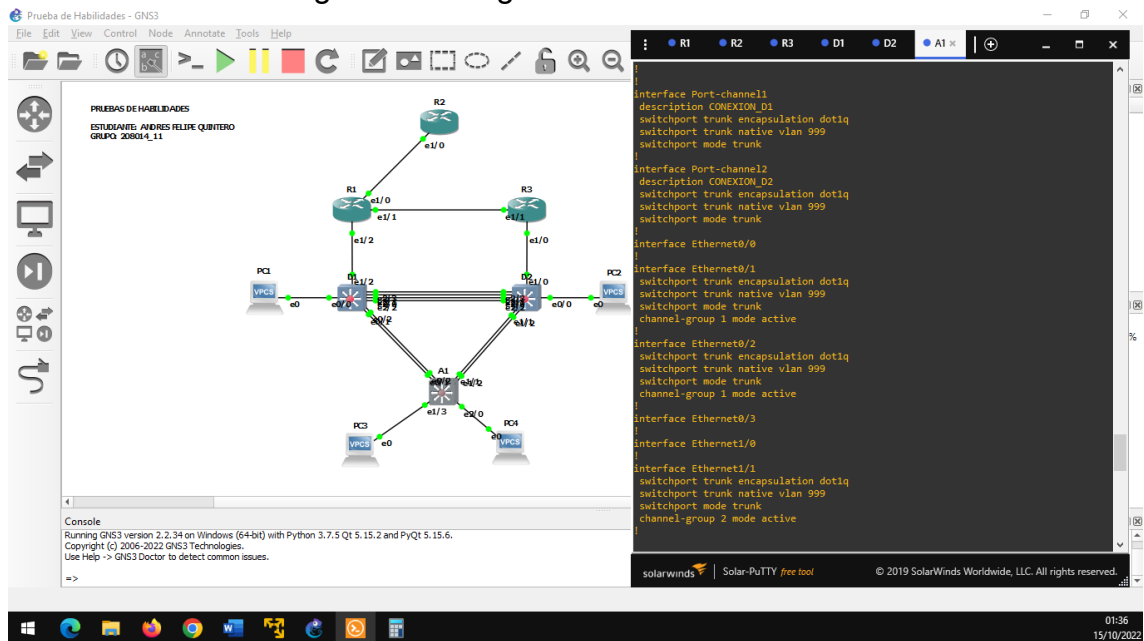 Prueba de Habilidades - GNS3
File Edit View Control Node Annotate Tools Help
PRUEBAS DE HABILIDADES
ESTUDIANTE: ANDRES FELIPE QUINTERO
GRUPO: 208014_11
R2
e1/0
R1
e1/0
e1/1
e1/2
R3
e1/1
e1/0
PC1
VPCS
e0
e0/0
D1
e1/2
D2
e1/0
e0/0
PC2
VPCS
e0
A1
e1/3
e2/0
PC3
VPCS
e0
PC4
VPCS
e0
Console
Running GNS3 version 2.2.34 on Windows (64-bit) with Python 3.7.5 Qt 5.15.2 and PyQt 5.15.6.
Copyright (c) 2006-2022 GNS3 Technologies.
Use Help -> GNS3 Doctor to detect common issues.
=>
R1 R2 R3 D1 D2 A1
!
!
interface Port-channel1
description CONEXION_D1
switchport trunk encapsulation dot1q
switchport trunk native vlan 999
switchport mode trunk
!
interface Port-channel2
description CONEXION_D2
switchport trunk encapsulation dot1q
switchport trunk native vlan 999
switchport mode trunk
!
interface Ethernet0/0
!
interface Ethernet0/1
switchport trunk encapsulation dot1q
switchport trunk native vlan 999
switchport mode trunk
channel-group 1 mode active
!
interface Ethernet0/2
switchport trunk encapsulation dot1q
switchport trunk native vlan 999
switchport mode trunk
channel-group 1 mode active
!
interface Ethernet0/3
!
interface Ethernet1/0
!
interface Ethernet1/1
switchport trunk encapsulation dot1q
switchport trunk native vlan 999
switchport mode trunk
channel-group 2 mode active
!
solarwinds Solar-PuTTY free tool © 2019 SolarWinds Worldwide, LLC. All rights reserved.
%
01:36
15/10/2022